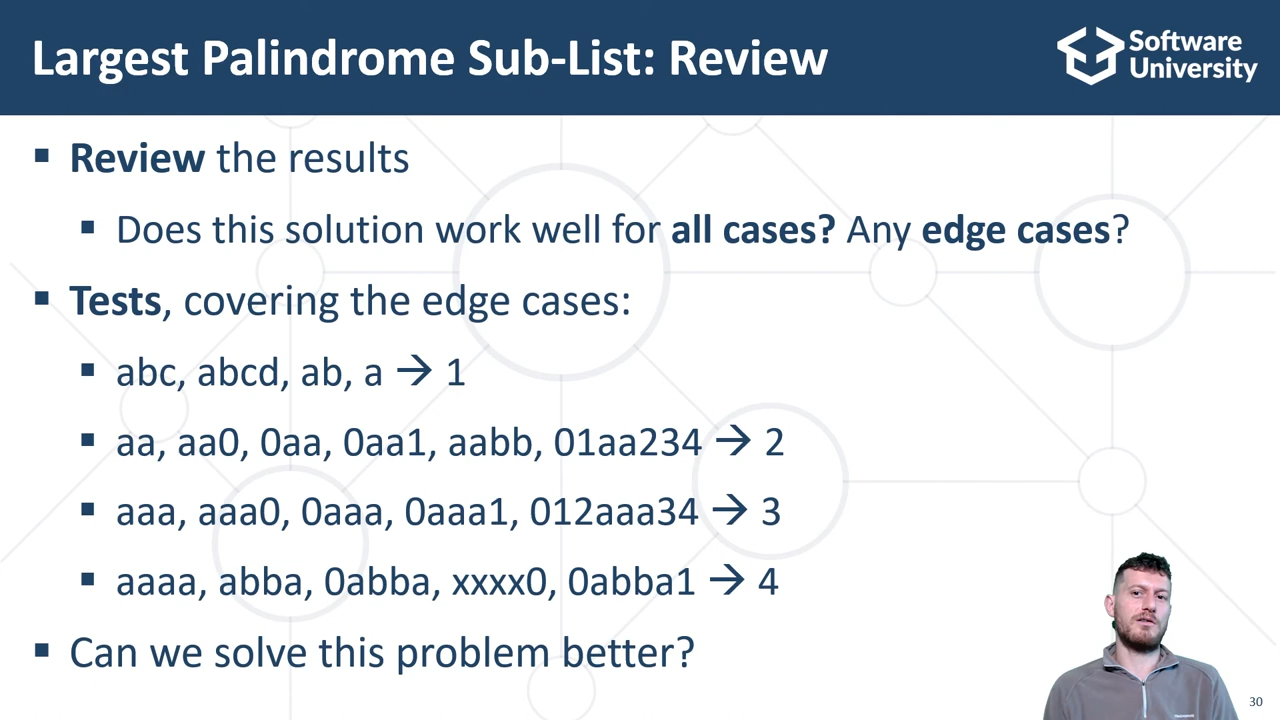 Largest Palindrome Sub-List: Review
Software
University
▪ Review the results
▪ Does this solution work well for all cases? Any edge cases?
▪ Tests, covering the edge cases:
▪ abc, abcd, ab, a → 1
▪ aa, aa0, 0aa, 0aa1, aabb, 01aa234 → 2
▪ aaa, aaa0, 0aaa, 0aaa1, 012aaa34 → 3
▪ aaaa, abba, 0abba, xxxx0, 0abba1 → 4
▪ Can we solve this problem better?
30